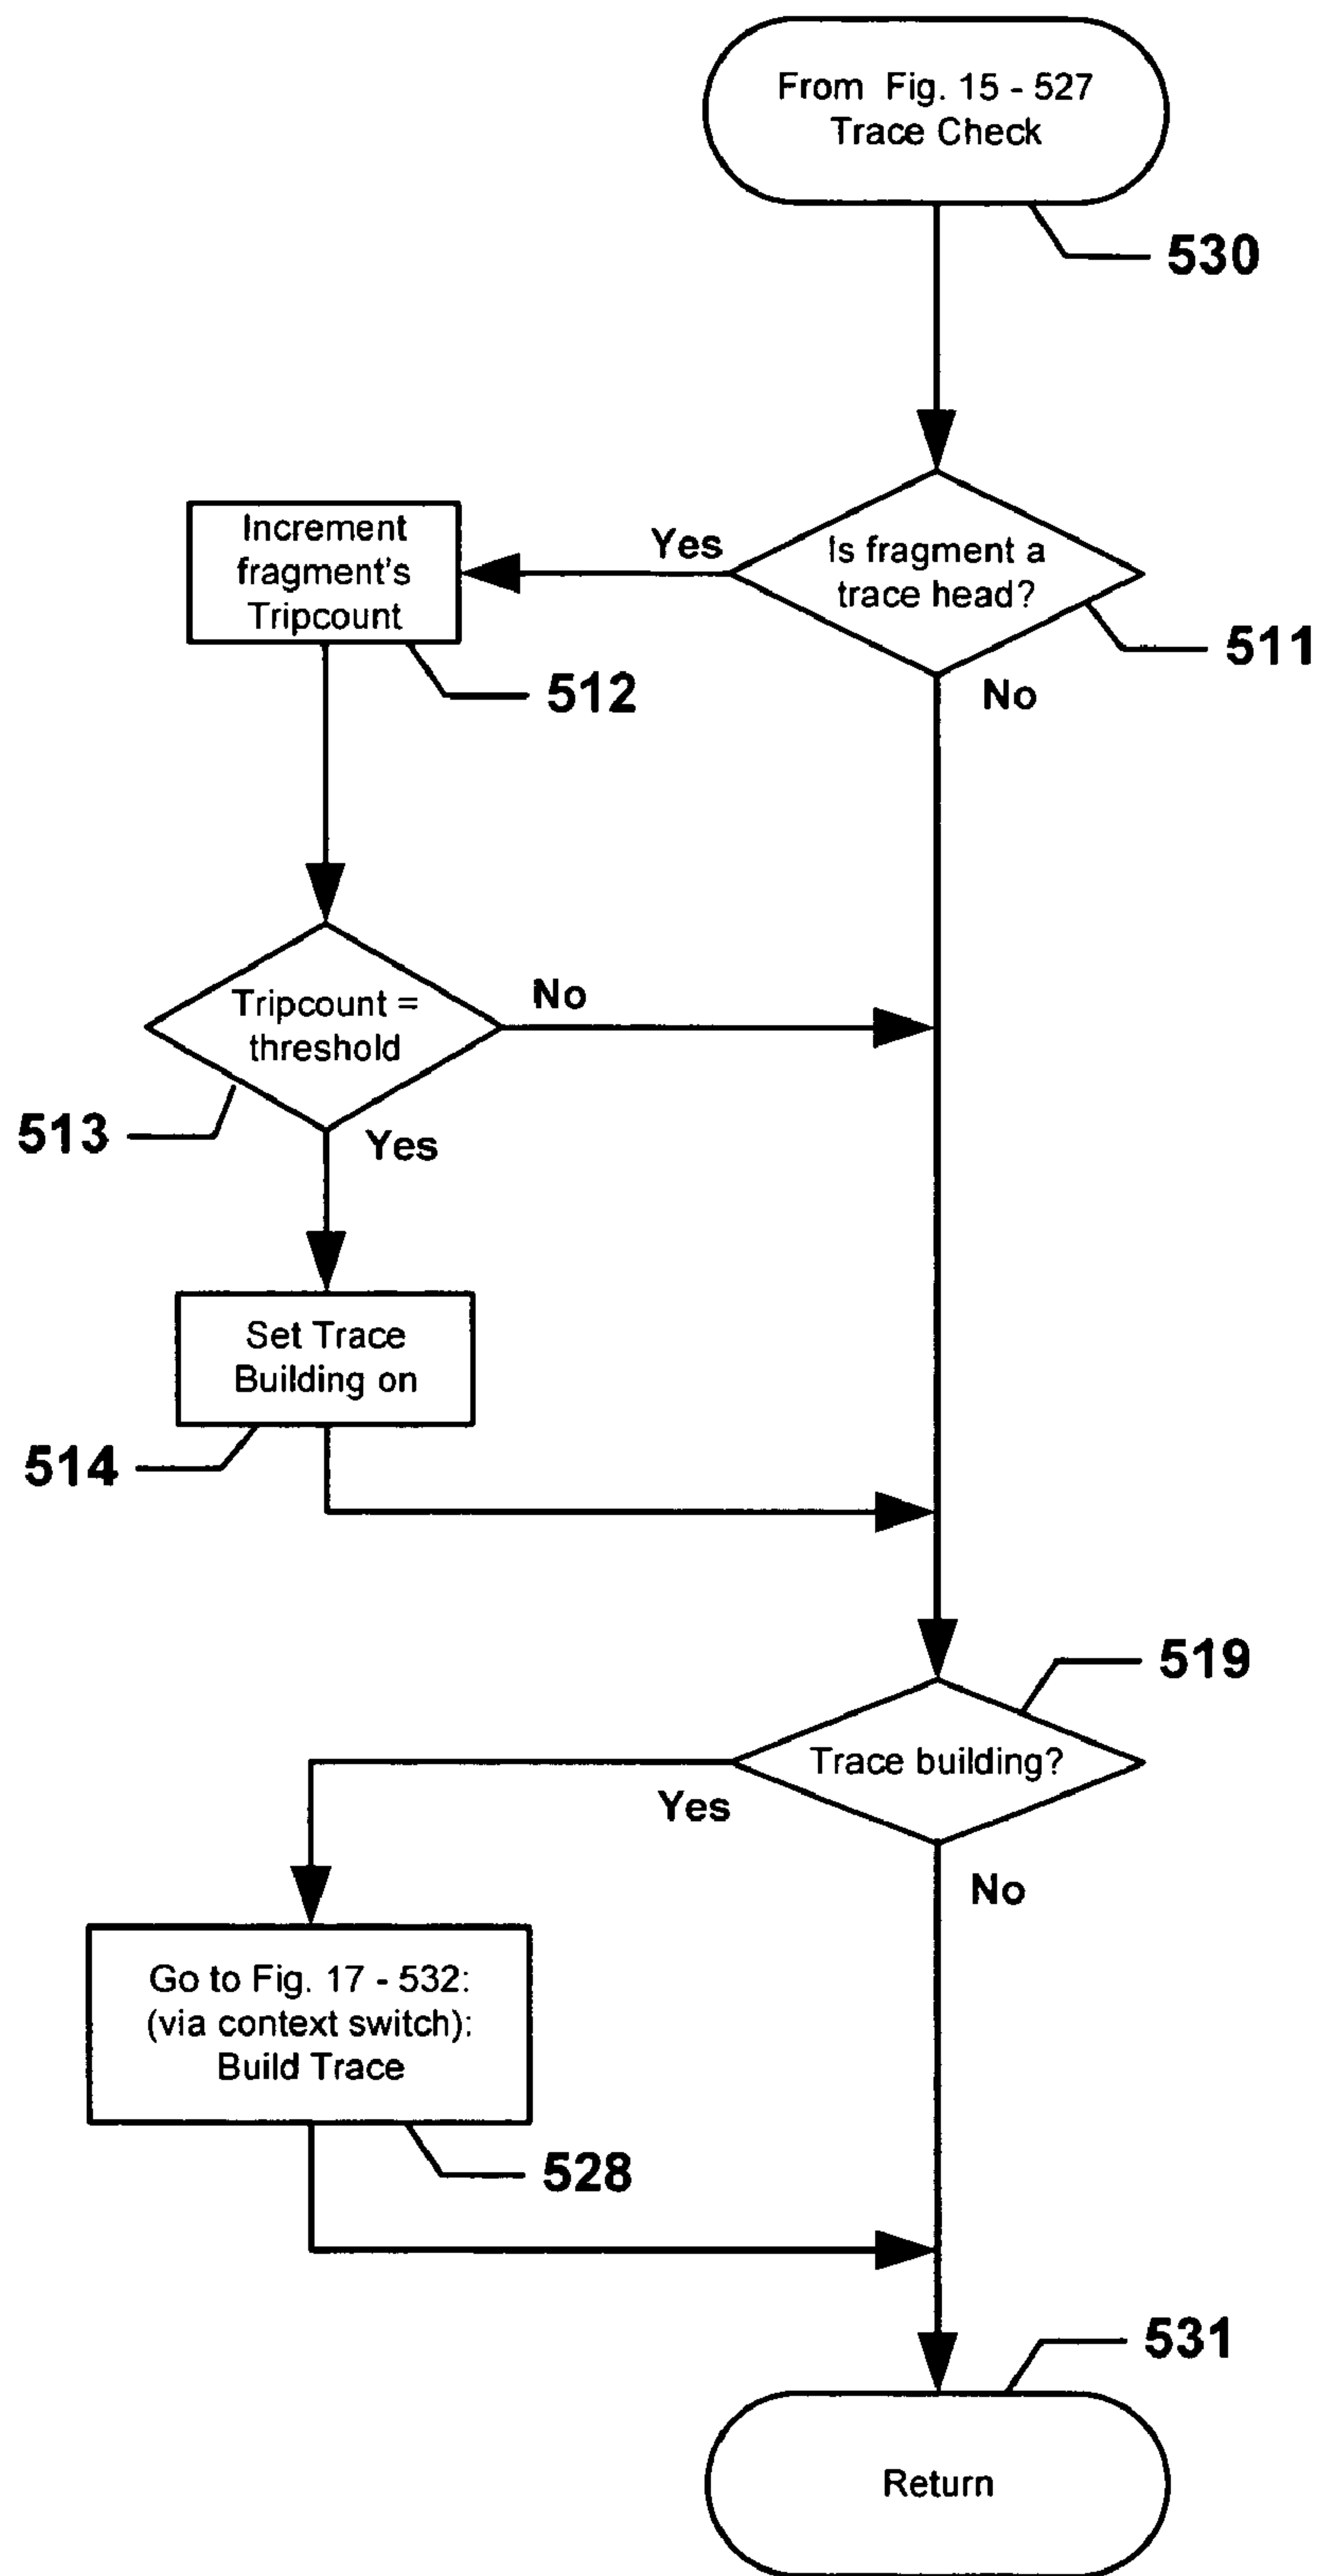 From Fig. 15 - 527
Trace Check
530
Is fragment a
trace head?
511
Yes
No
Increment
fragment's
Tripcount
512
Tripcount =
threshold
513
No
Yes
Set Trace
Building on
514
519
Trace building?
Yes
No
Go to Fig. 17 - 532:
(via context switch):
Build Trace
528
531
Return